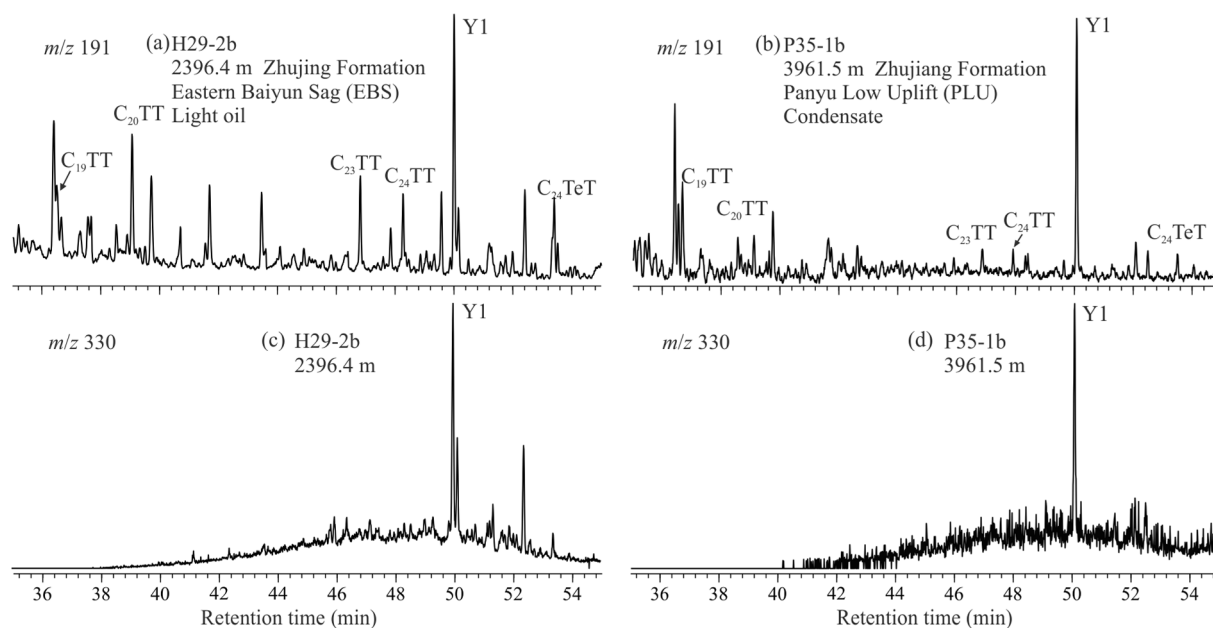 m/z 191
(a) H29-2b
2396.4 m Zhujing Formation
Eastern Baiyun Sag (EBS)
Light oil
Y1
C₁₉TT
C₂₀TT
C₂₃TT
C₂₄TT
C₂₄TeT
m/z 191
(b) P35-1b
3961.5 m Zhujiang Formation
Panyu Low Uplift (PLU)
Condensate
Y1
C₁₉TT
C₂₀TT
C₂₃TT
C₂₄TT
C₂₄TeT
m/z 330
(c) H29-2b
2396.4 m
Y1
36 38 40 42 44 46 48 50 52 54
Retention time (min)
m/z 330
(d) P35-1b
3961.5 m
Y1
36 38 40 42 44 46 48 50 52 54
Retention time (min)